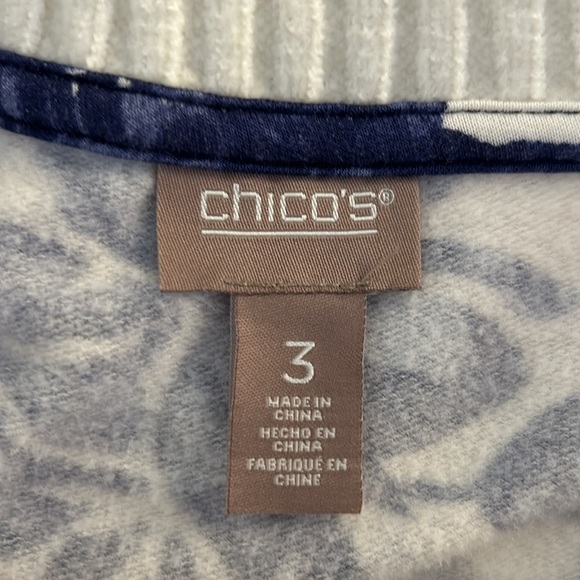 chico's®
3
MADE IN
CHINA
HECHO EN
CHINA
FABRIQUÉ EN
CHINE